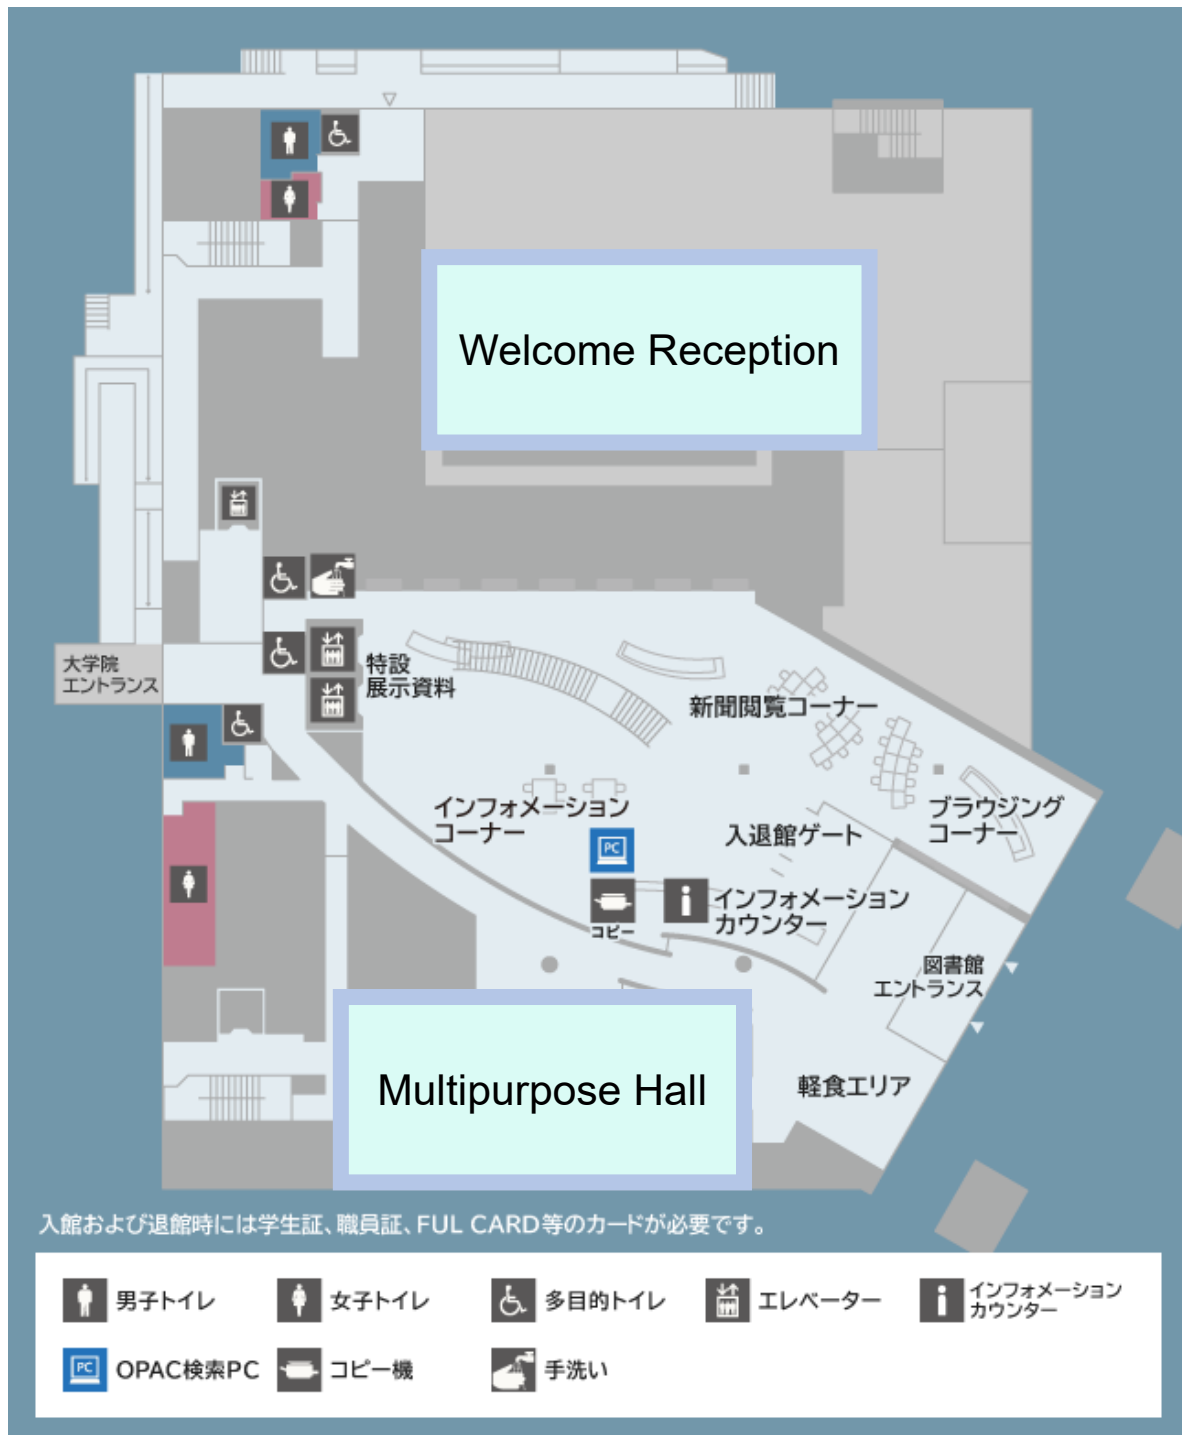 Welcome Reception
大学院
エントランス
特設
展示資料
新聞閲覧コーナー
インフォメーション
コーナー
入退館ゲート
ブラウジング
コーナー
PC
コピー
インフォメーション
カウンター
図書館
エントランス
Multipurpose Hall
軽食エリア
入館および退館時には学生証、職員証、FUL CARD等のカードが必要です。
男子トイレ
女子トイレ
多目的トイレ
エレベーター
インフォメーション
カウンター
PC
OPAC検索PC
コピー機
手洗い